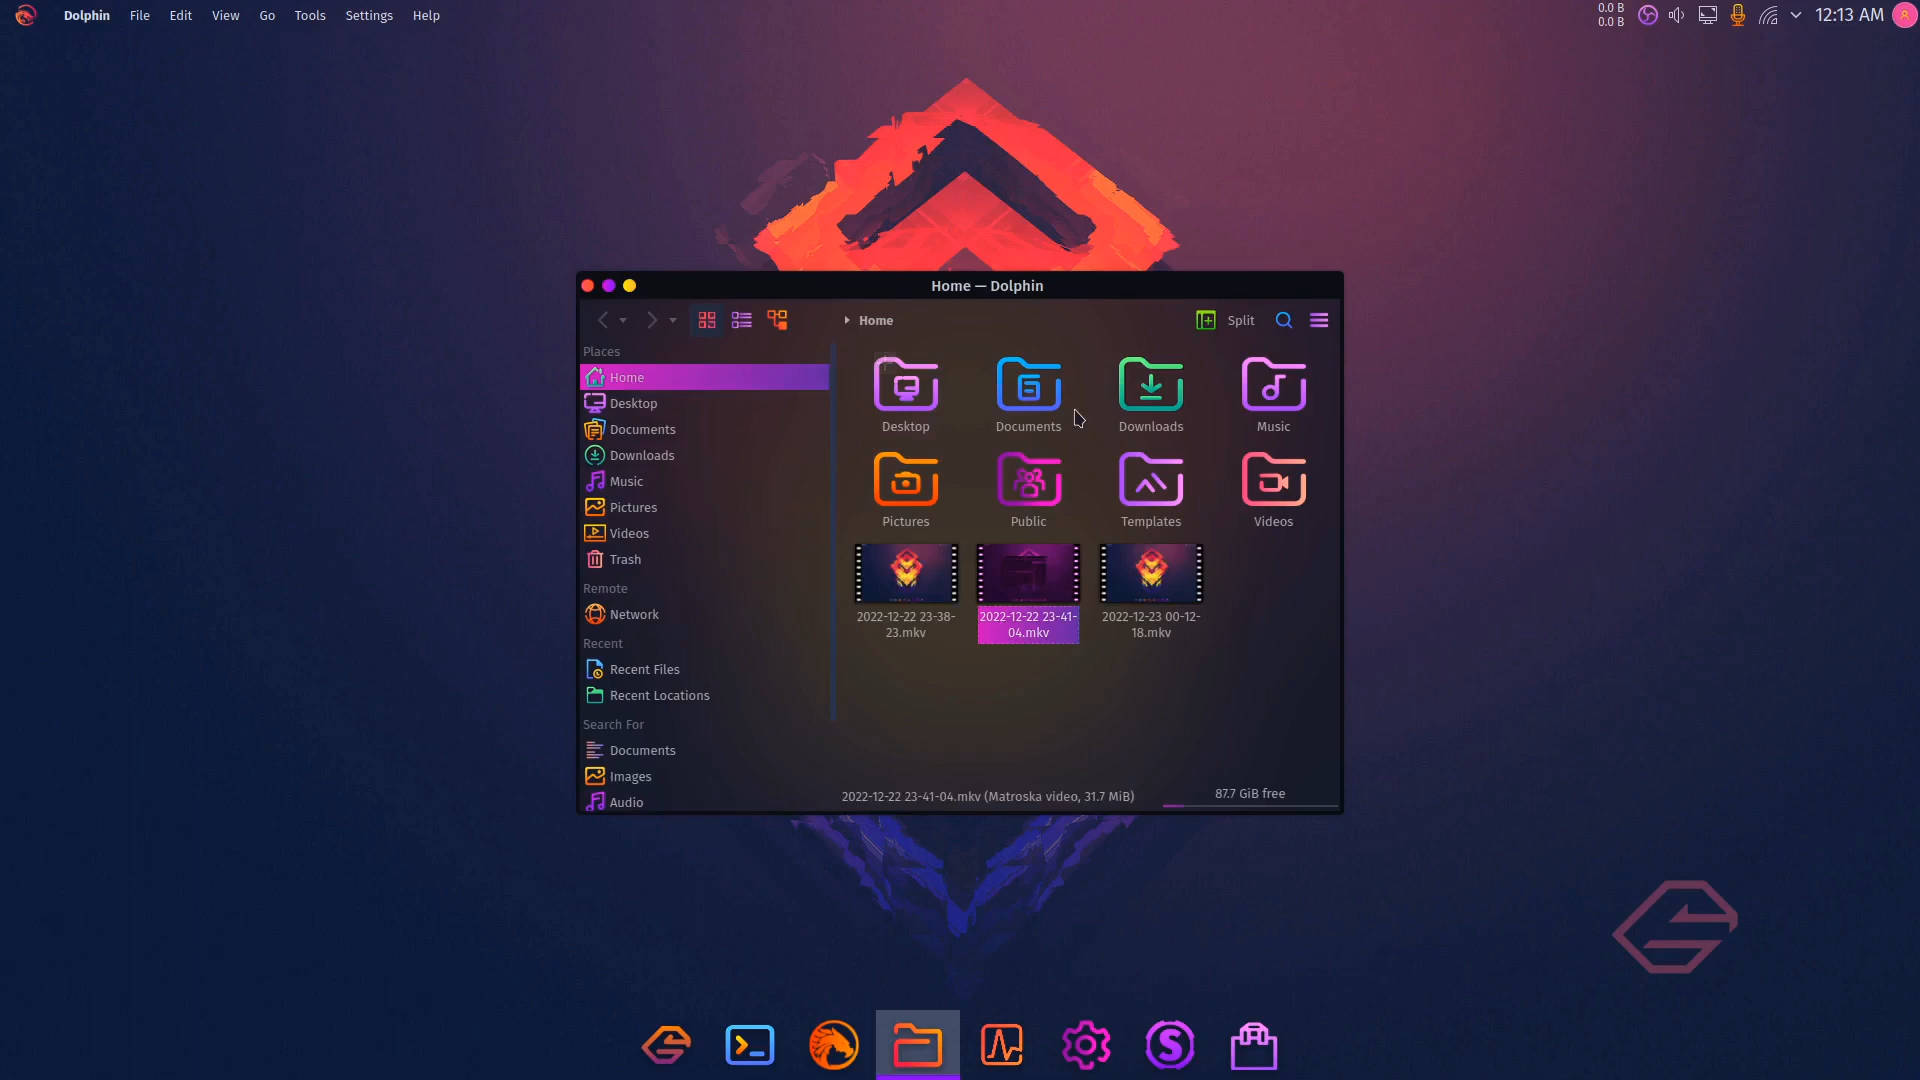 Dolphin File Edit View Go Tools Settings Help
0.0 B
0.0 B
12:13 AM
Home — Dolphin
Home
Split
Places
Home
Desktop
Documents
Downloads
Music
Pictures
Videos
Trash
Remote
Network
Recent
Recent Files
Recent Locations
Search For
Documents
Images
Audio
Desktop Documents Downloads Music
Pictures Public Templates Videos
2022-12-22 23-38-
23.mkv
2022-12-22 23-41-
04.mkv
2022-12-23 00-12-
18.mkv
2022-12-22 23-41-04.mkv (Matroska video, 31.7 MiB)
87.7 GiB free